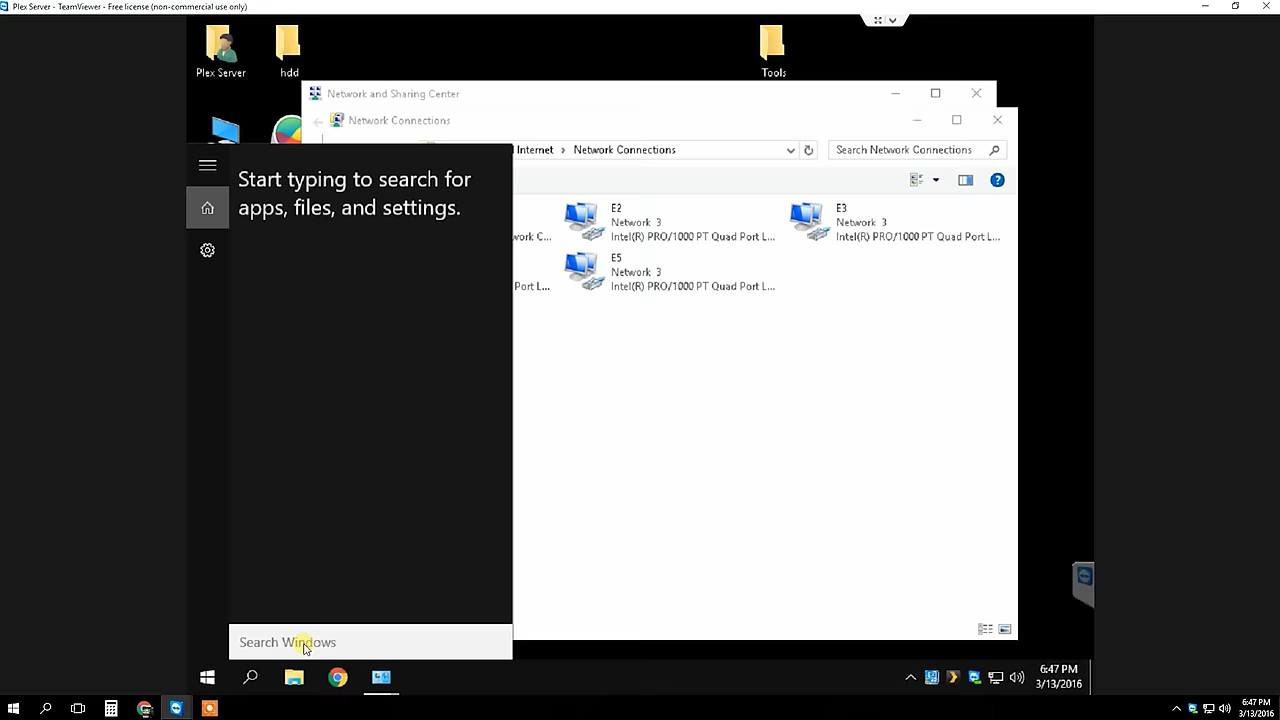 Plex Server - TeamViewer - Free license (non-commercial use only)
Plex Server
hdd
Tools
Network and Sharing Center
Network Connections
Internet > Network Connections
Search Network Connections
Start typing to search for
apps, files, and settings.
E2
Network 3
Intel(R) PRO/1000 PT Quad Port L...
E3
Network 3
Intel(R) PRO/1000 PT Quad Port L...
work C...
E5
Network 3
Intel(R) PRO/1000 PT Quad Port L...
Port L...
Search Windows
6:47 PM
3/13/2016
6:47 PM
3/13/2016